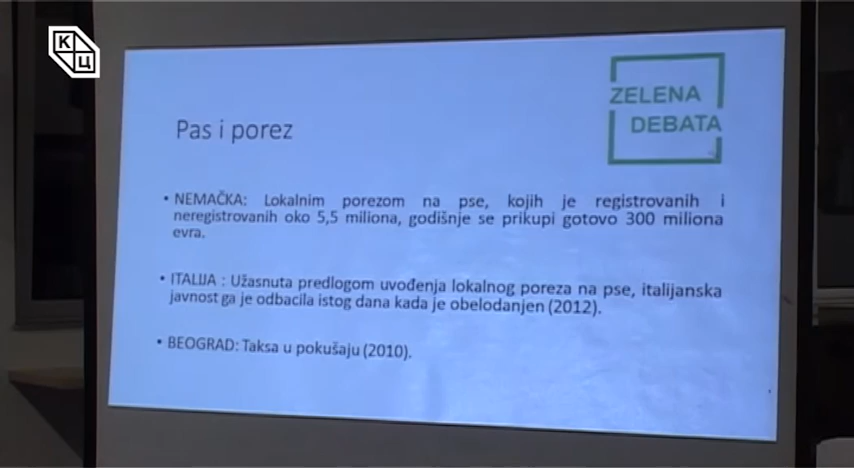 КЦ
ZELENA
DEBATA
Pas i porez
• NEMAČKA: Lokalnim porezom na pse, kojih je registrovanih i
neregistrovanih oko 5,5 miliona, godišnje se prikupi gotovo 300 miliona
evra.
• ITALIJA : Užasnuta predlogom uvođenja lokalnog poreza na pse, italijanska
javnost ga je odbacila istog dana kada je obelodanjen (2012).
• BEOGRAD: Taksa u pokušaju (2010).